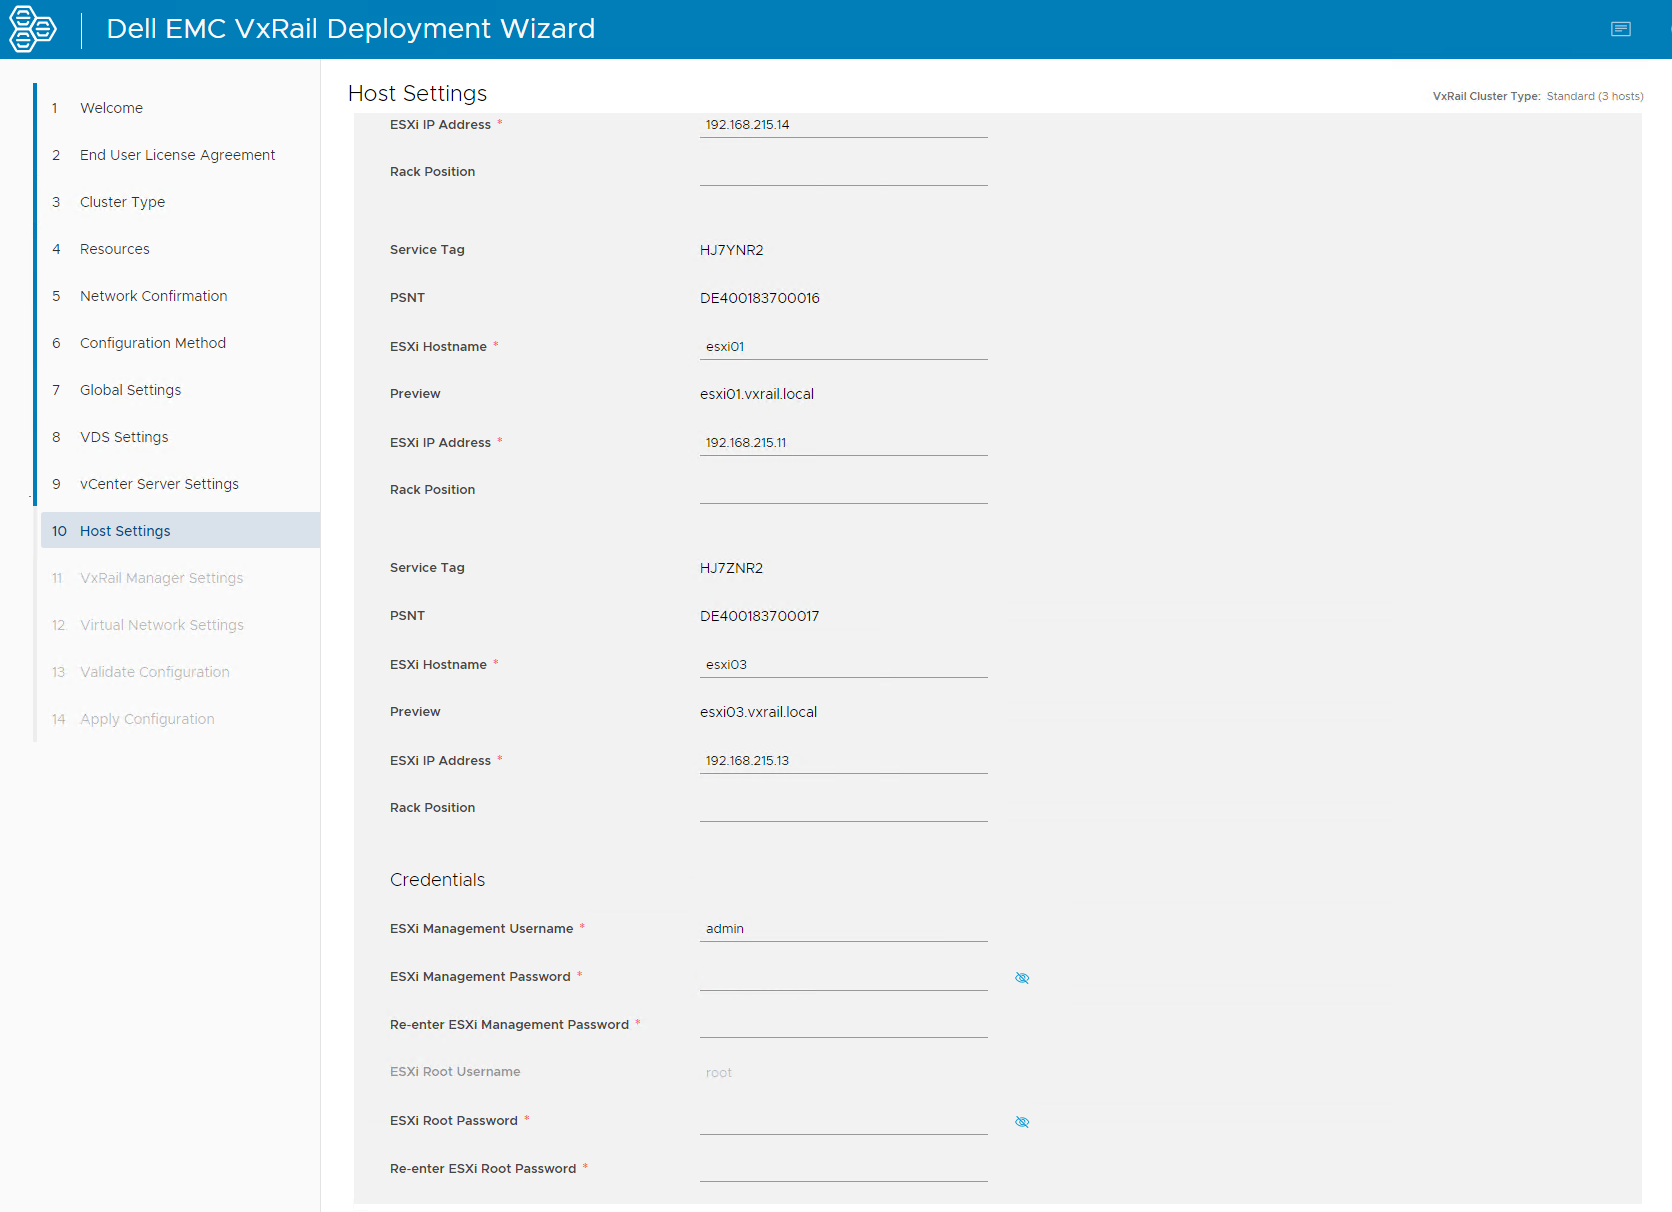 Dell EMC VxRail Deployment Wizard
1 Welcome
2 End User License Agreement
3 Cluster Type
4 Resources
5 Network Confirmation
6 Configuration Method
7 Global Settings
8 VDS Settings
9 vCenter Server Settings
10 Host Settings
11 VxRail Manager Settings
12 Virtual Network Settings
13 Validate Configuration
14 Apply Configuration
Host Settings
VxRail Cluster Type: Standard (3 hosts)
ESXi IP Address * 192.168.215.14
Rack Position
Service Tag HJ7YNR2
PSNT DE400183700016
ESXi Hostname * esxi01
Preview esxi01.vxrail.local
ESXi IP Address * 192.168.215.11
Rack Position
Service Tag HJ7ZNR2
PSNT DE400183700017
ESXi Hostname * esxi03
Preview esxi03.vxrail.local
ESXi IP Address * 192.168.215.13
Rack Position
Credentials
ESXi Management Username * admin
ESXi Management Password *
Re-enter ESXi Management Password *
ESXi Root Username root
ESXi Root Password *
Re-enter ESXi Root Password *